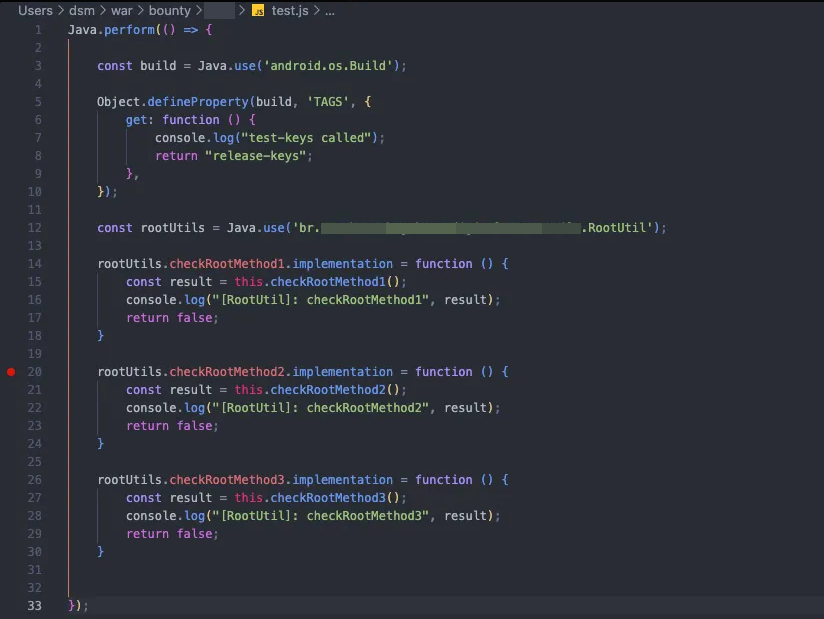 Users > dsm > war > bounty > > JS test.js > ...
1 Java.perform(() => {
2
3 const build = Java.use('android.os.Build');
4
5 Object.defineProperty(build, 'TAGS', {
6 get: function () {
7 console.log("test-keys called");
8 return "release-keys";
9 },
10 });
11
12 const rootUtils = Java.use('br. .RootUtil');
13
14 rootUtils.checkRootMethod1.implementation = function () {
15 const result = this.checkRootMethod1();
16 console.log("[RootUtil]: checkRootMethod1", result);
17 return false;
18 }
19
20 rootUtils.checkRootMethod2.implementation = function () {
21 const result = this.checkRootMethod2();
22 console.log("[RootUtil]: checkRootMethod2", result);
23 return false;
24 }
25
26 rootUtils.checkRootMethod3.implementation = function () {
27 const result = this.checkRootMethod3();
28 console.log("[RootUtil]: checkRootMethod3", result);
29 return false;
30 }
31
32
33 });